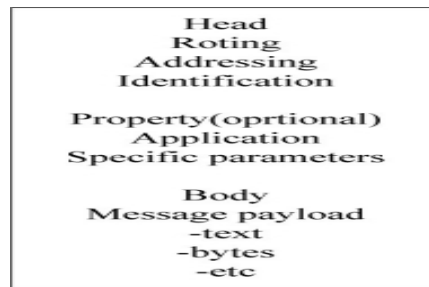 Head
Roting
Addressing
Identification
Property(oprtional)
Application
Specific parameters
Body
Message payload
-text
-bytes
-etc